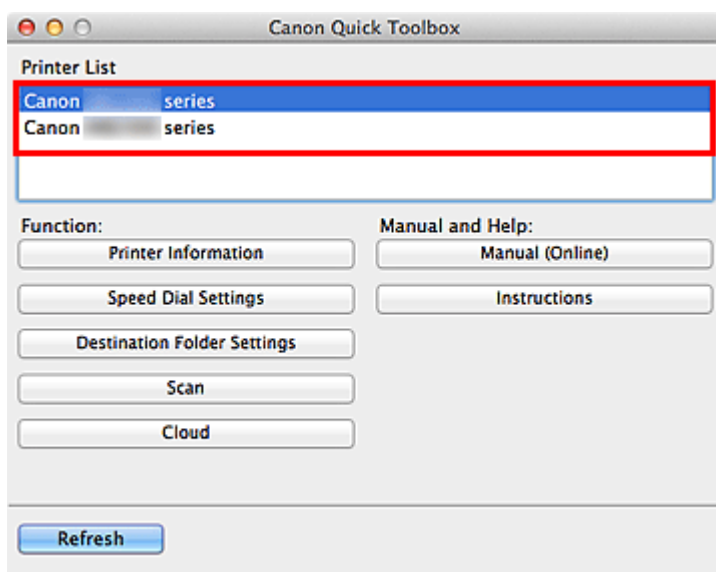 Canon Quick Toolbox
Printer List
Canon series
Canon series
Function:
Printer Information
Speed Dial Settings
Destination Folder Settings
Scan
Cloud
Manual and Help:
Manual (Online)
Instructions
Refresh